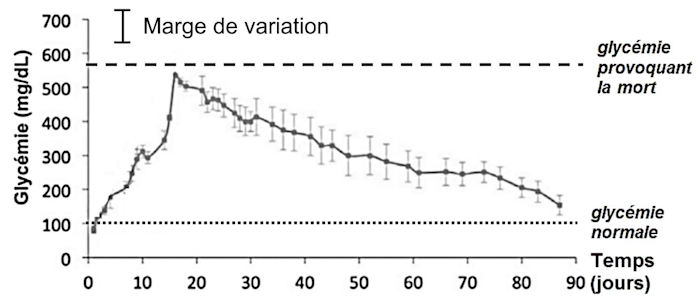 Marge de variation
Glycémie (mg/dL)
700
600
500
400
300
200
100
0
glycémie
provoquant
la mort
glycémie
normale
0 10 20 30 40 50 60 70 80 90
Temps
(jours)